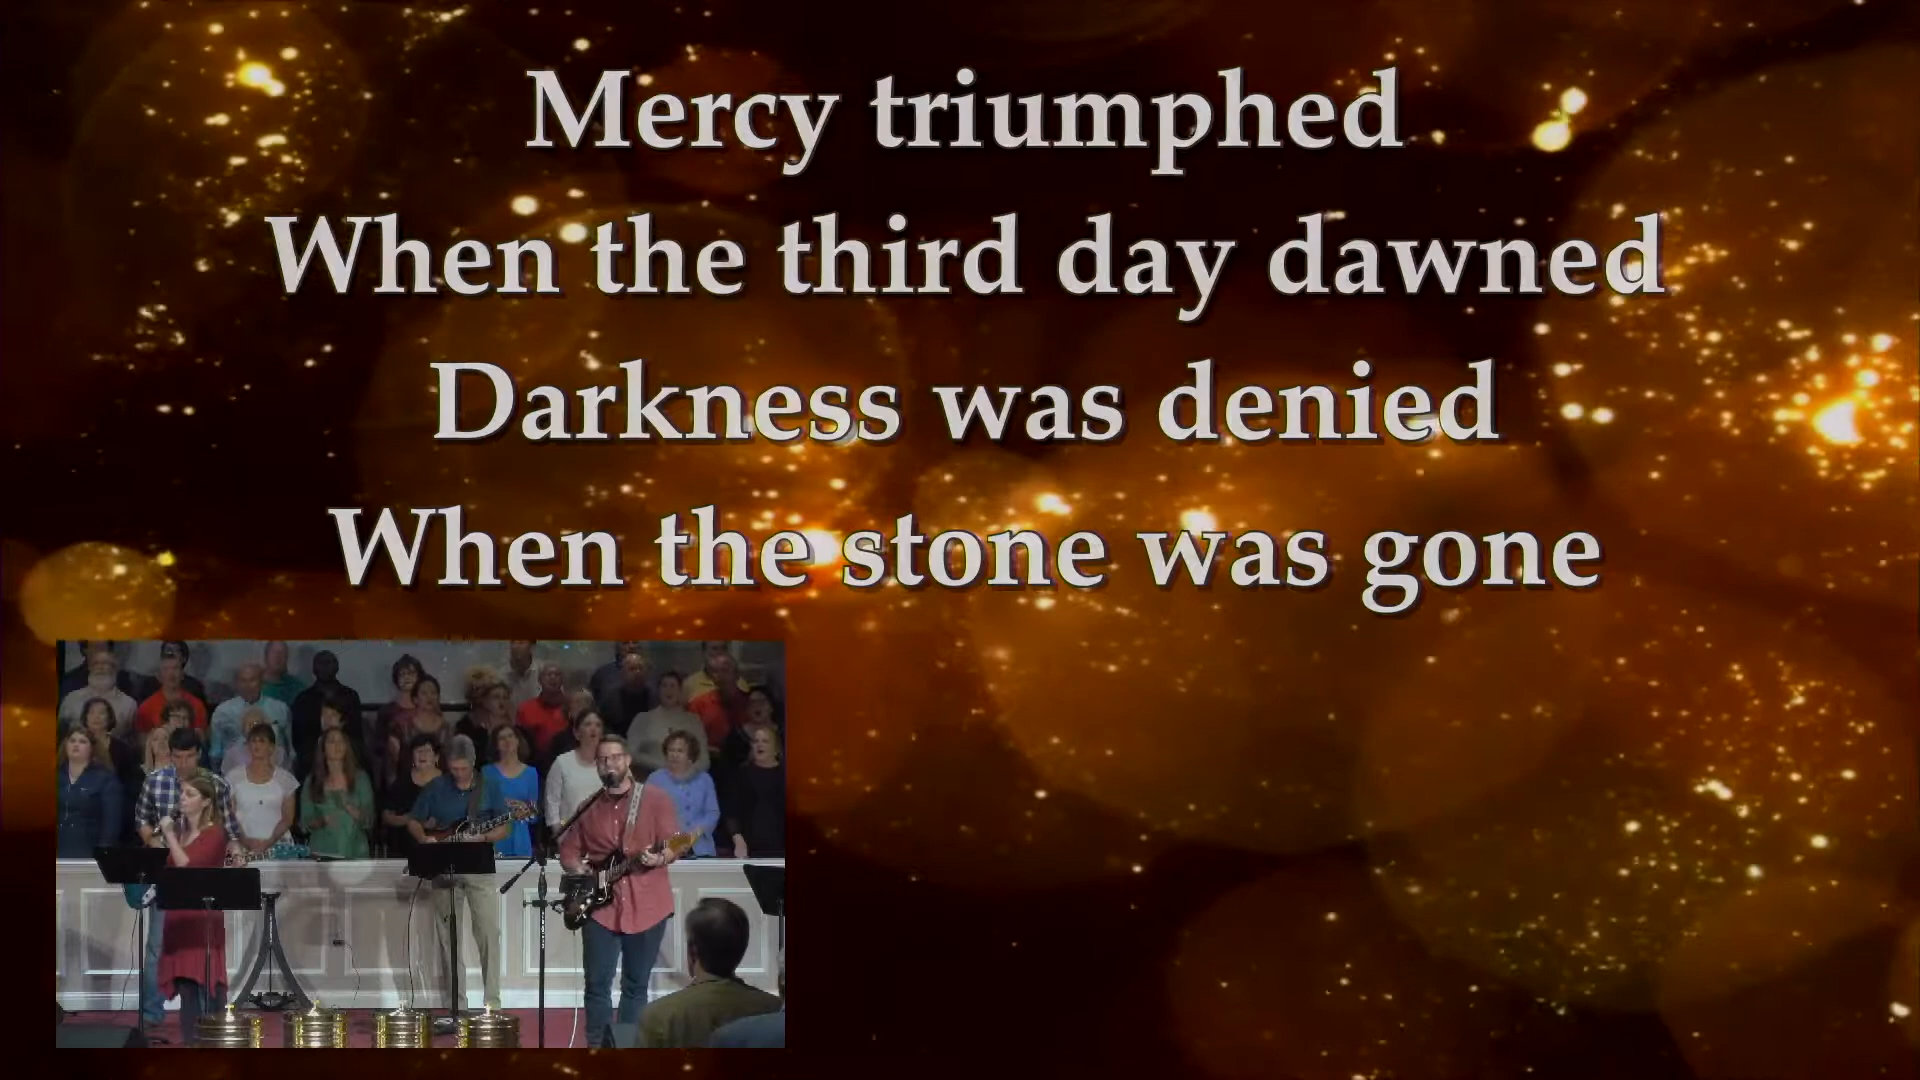 Mercy triumphed
When the third day dawned
Darkness was denied
When the stone was gone